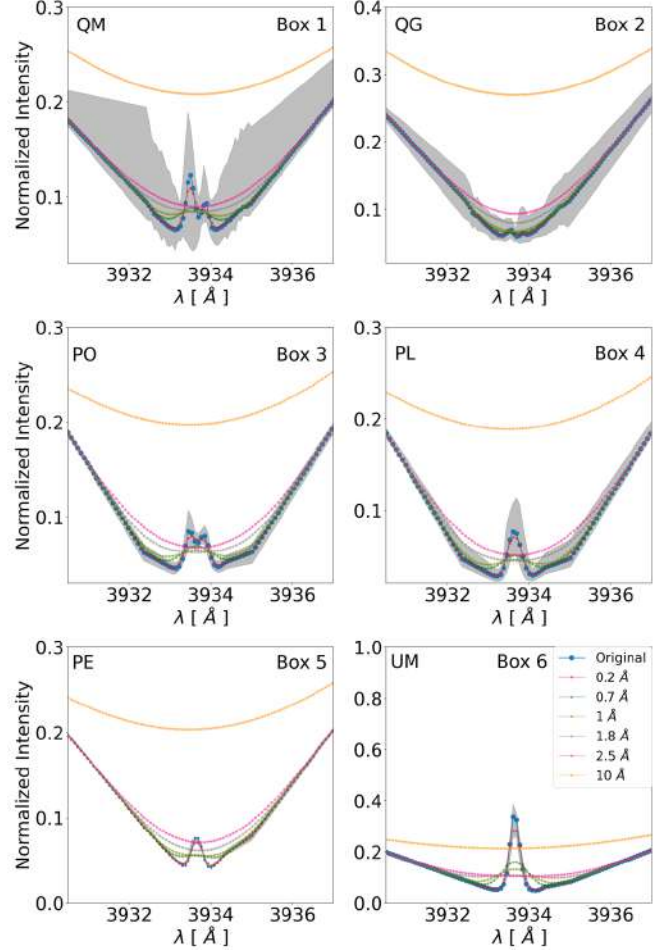 QM Box 1
Normalized Intensity
0.3
0.2
0.1
3932 3934 3936
λ [ Å ]
QG Box 2
0.4
0.3
0.2
0.1
3932 3934 3936
λ [ Å ]
PO Box 3
Normalized Intensity
0.3
0.2
0.1
3932 3934 3936
λ [ Å ]
PL Box 4
0.3
0.2
0.1
3932 3934 3936
λ [ Å ]
PE Box 5
Normalized Intensity
0.3
0.2
0.1
0.0
3932 3934 3936
λ [ Å ]
UM Box 6
1.0
0.8
0.6
0.4
0.2
0.0
3932 3934 3936
λ [ Å ]
Original
0.2 Å
0.7 Å
1 Å
1.8 Å
2.5 Å
10 Å